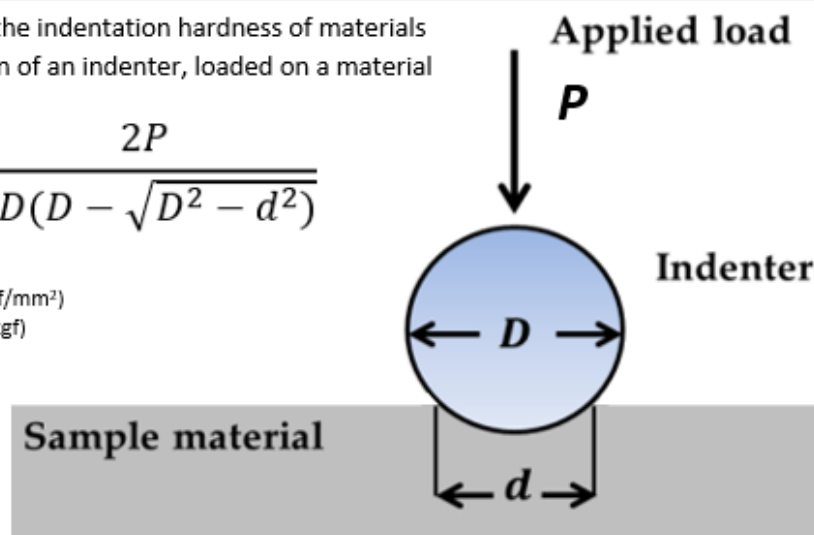 the indentation hardness of materials
of an indenter, loaded on a material
2P
D(D − √D² − d²)
/mm²)
gf)
Applied load
P
Indenter
D
Sample material
d